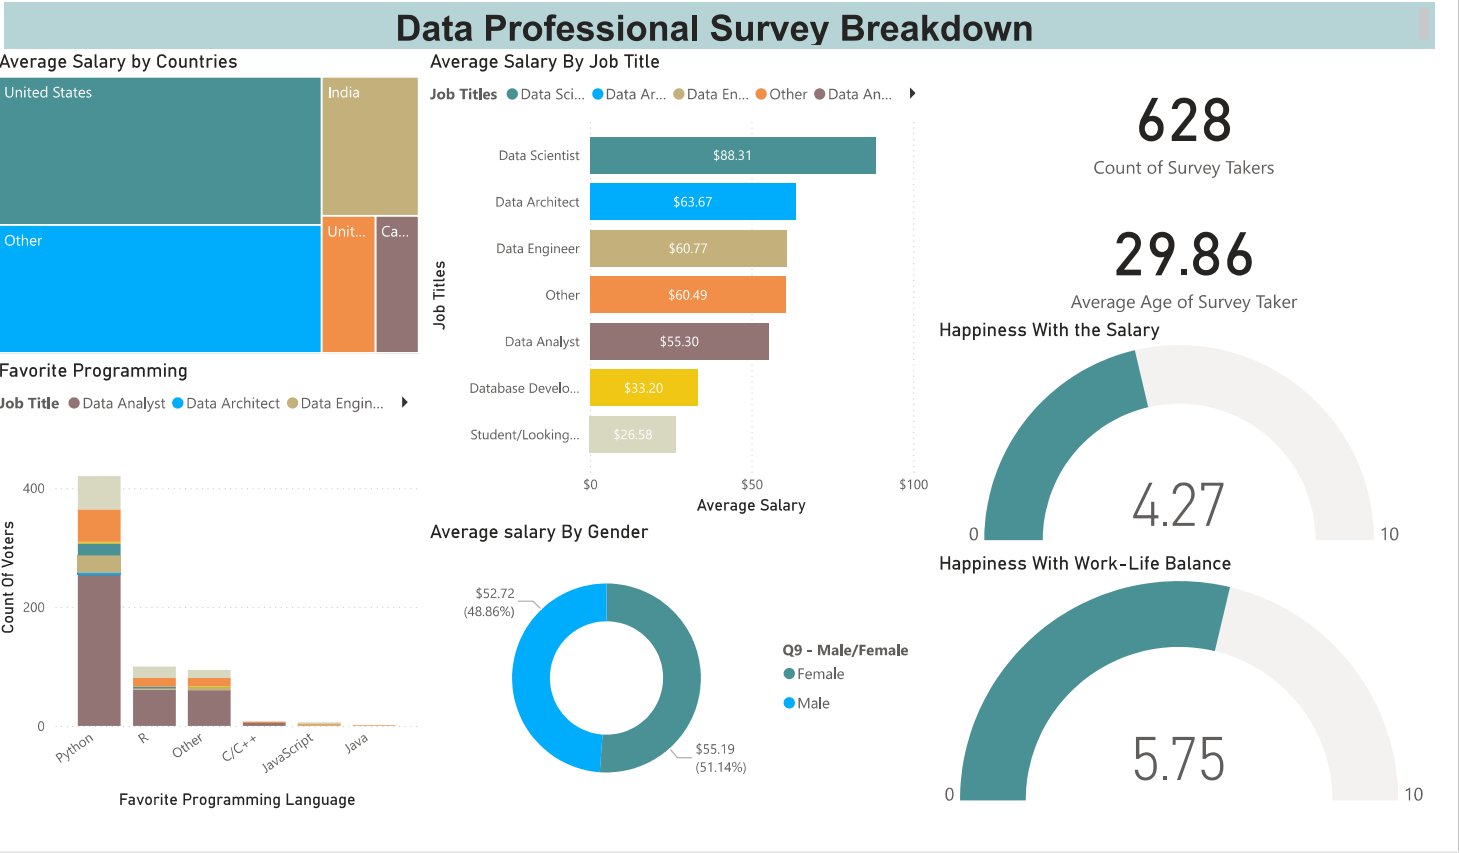 Data Professional Survey Breakdown
Average Salary by Countries
United States
India
Other
Unit...
Ca...
Average Salary By Job Title
Job Titles Data Sci... Data Ar... Data En... Other Data An...
Job Titles
Data Scientist $88.31
Data Architect $63.67
Data Engineer $60.77
Other $60.49
Data Analyst $55.30
Database Develo... $33.20
Student/Looking... $26.58
$0 $50 $100
Average Salary
628
Count of Survey Takers
29.86
Average Age of Survey Taker
Favorite Programming
Job Title Data Analyst Data Architect Data Engin...
Count Of Voters
400
200
0
Python R Other C/C++ JavaScript Java
Favorite Programming Language
Average salary By Gender
$52.72
(48.86%)
$55.19
(51.14%)
Q9 - Male/Female
Female
Male
Happiness With the Salary
4.27
0 10
Happiness With Work-Life Balance
5.75
0 10